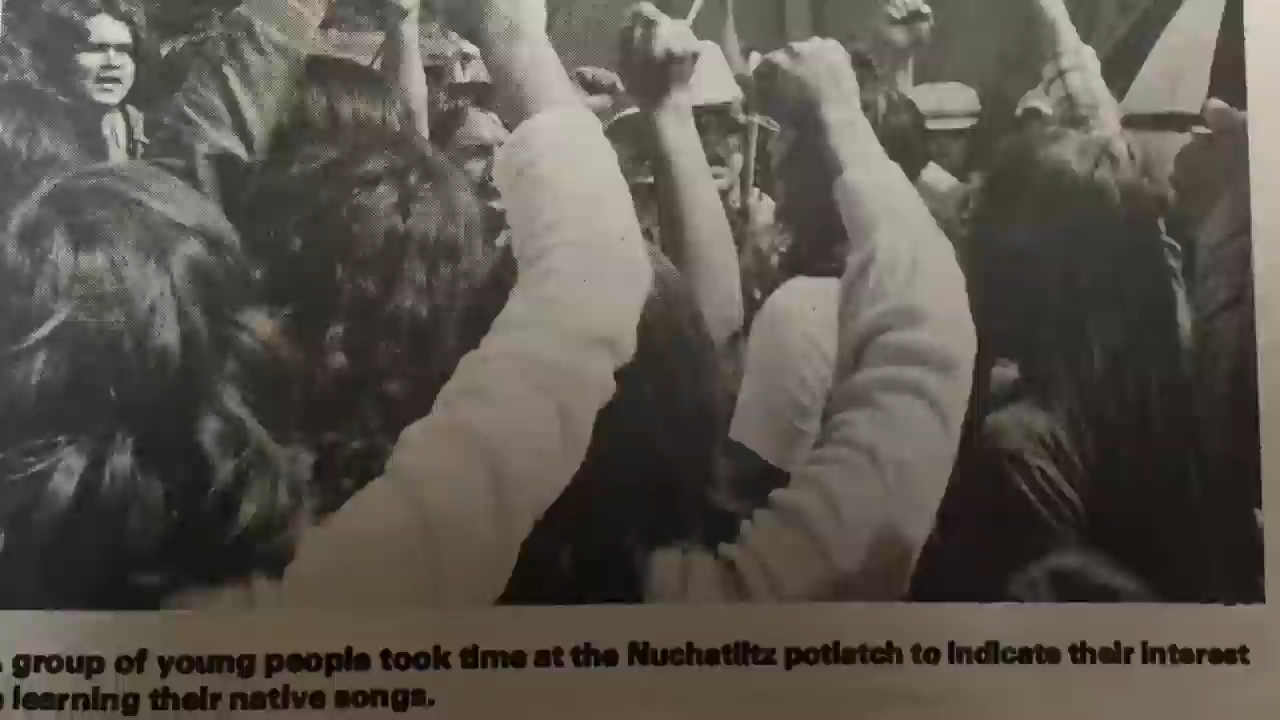 group of young people took time at the Nuchatlitz potlatch to indicate their interest
learning their native songs.